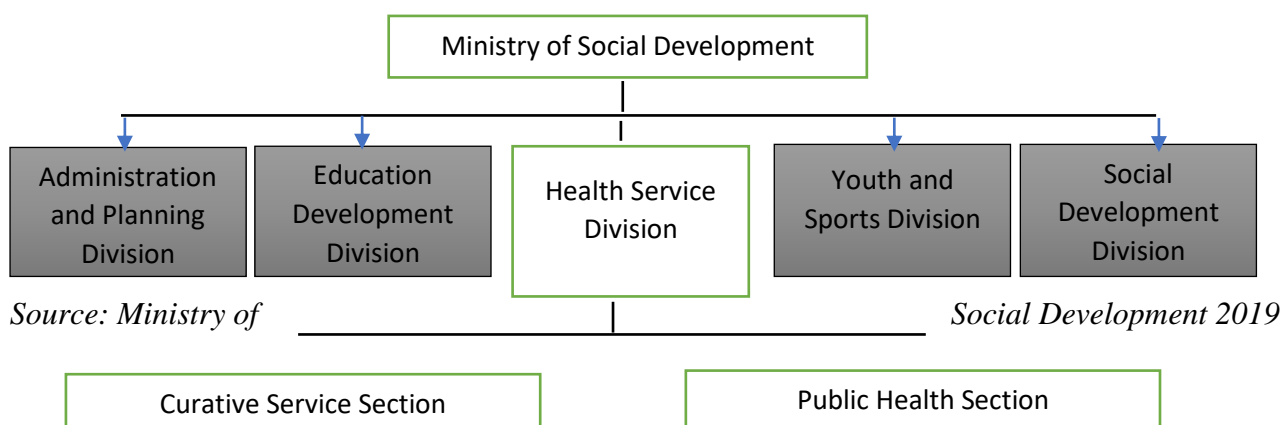 Ministry of Social Development
Administration
and Planning
Division
Education
Development
Division
Health Service
Division
Youth and
Sports Division
Social
Development
Division
Source: Ministry of
Social Development 2019
Curative Service Section
Public Health Section